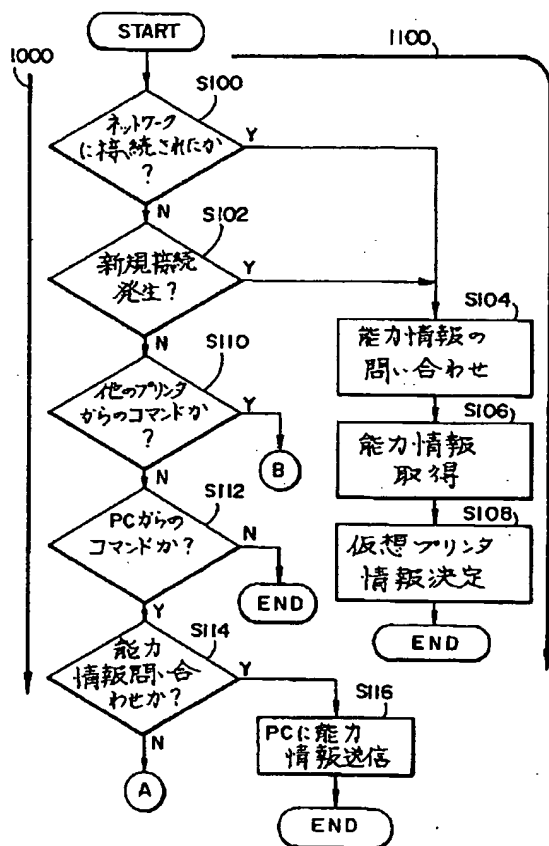 START
1000
1100
S100
ネットワーク
に接続されたか
?
Y
N
S102
新規接続
発生?
Y
N
S104
能力情報の
問い合わせ
S110
他のプリンタ
からのコマンドか
?
Y
B
N
S106
能力情報
取得
S112
PCからの
コマンドか?
N
END
Y
S108
仮想プリンタ
情報決定
END
S114
能力
情報問い合
わせか?
Y
N
A
S116
PCに能力
情報送信
END